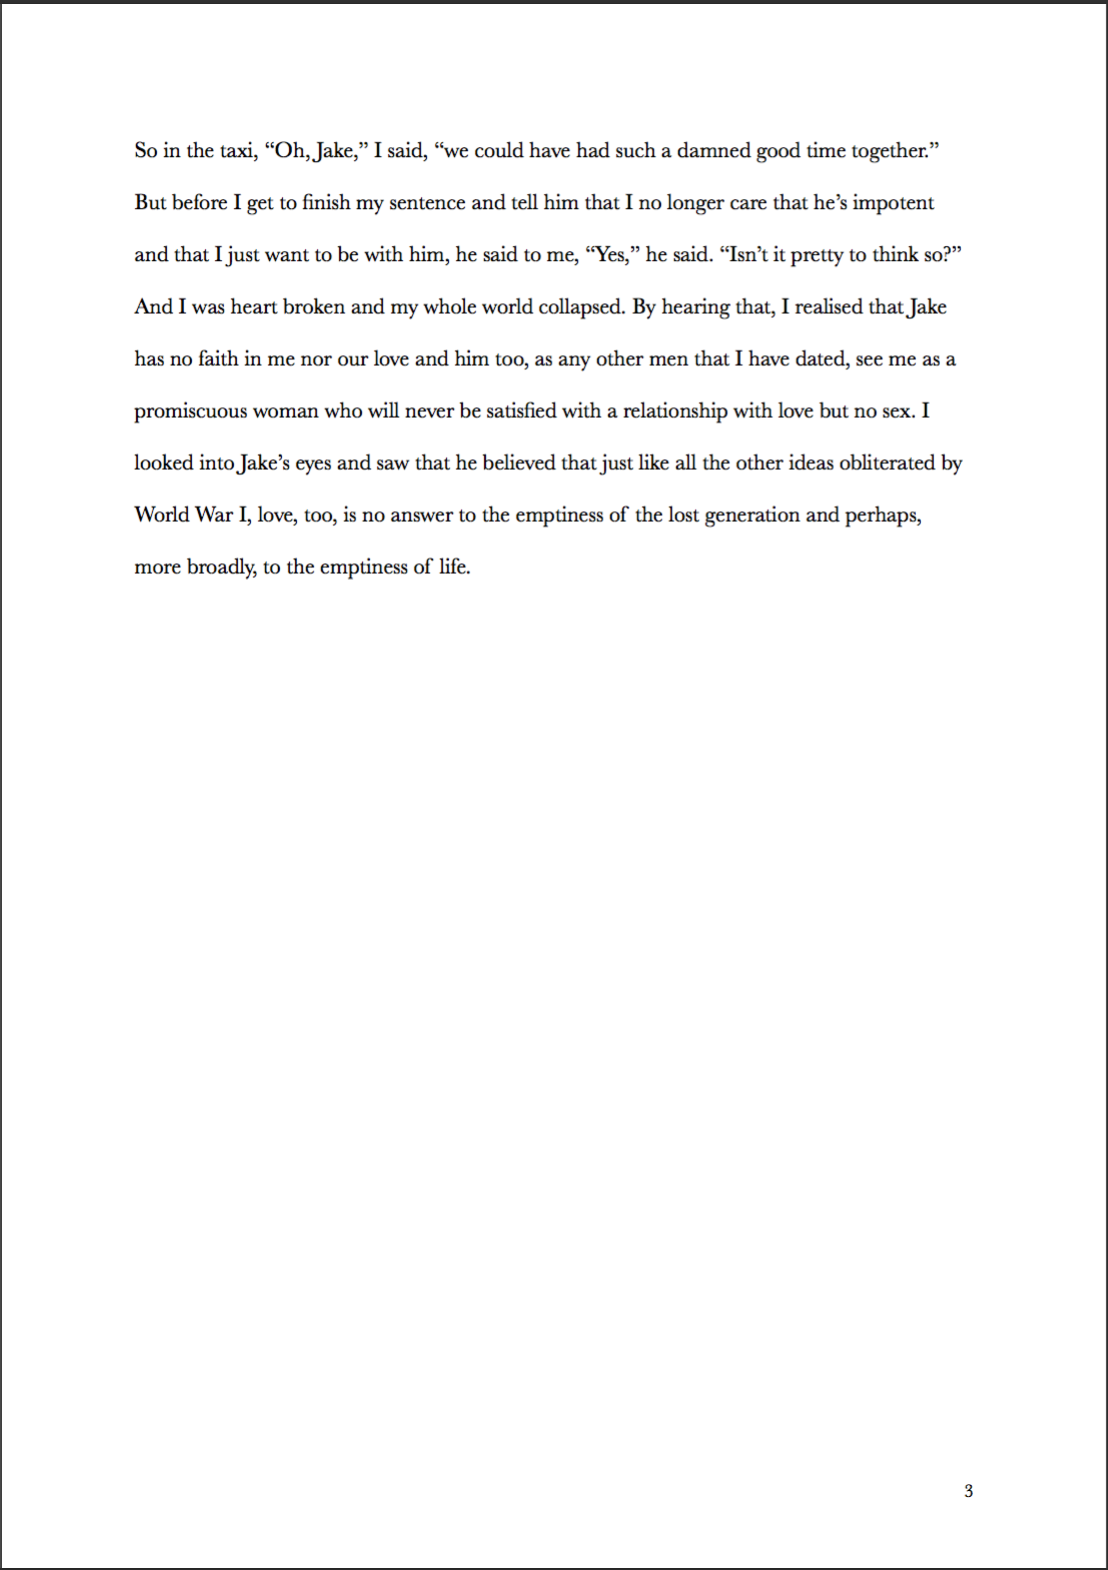 So in the taxi, “Oh, Jake,” I said, “we could have had such a damned good time together.”
But before I get to finish my sentence and tell him that I no longer care that he’s impotent
and that I just want to be with him, he said to me, “Yes,” he said. “Isn’t it pretty to think so?”
And I was heart broken and my whole world collapsed. By hearing that, I realised that Jake
has no faith in me nor our love and him too, as any other men that I have dated, see me as a
promiscuous woman who will never be satisfied with a relationship with love but no sex. I
looked into Jake’s eyes and saw that he believed that just like all the other ideas obliterated by
World War I, love, too, is no answer to the emptiness of the lost generation and perhaps,
more broadly, to the emptiness of life.
3